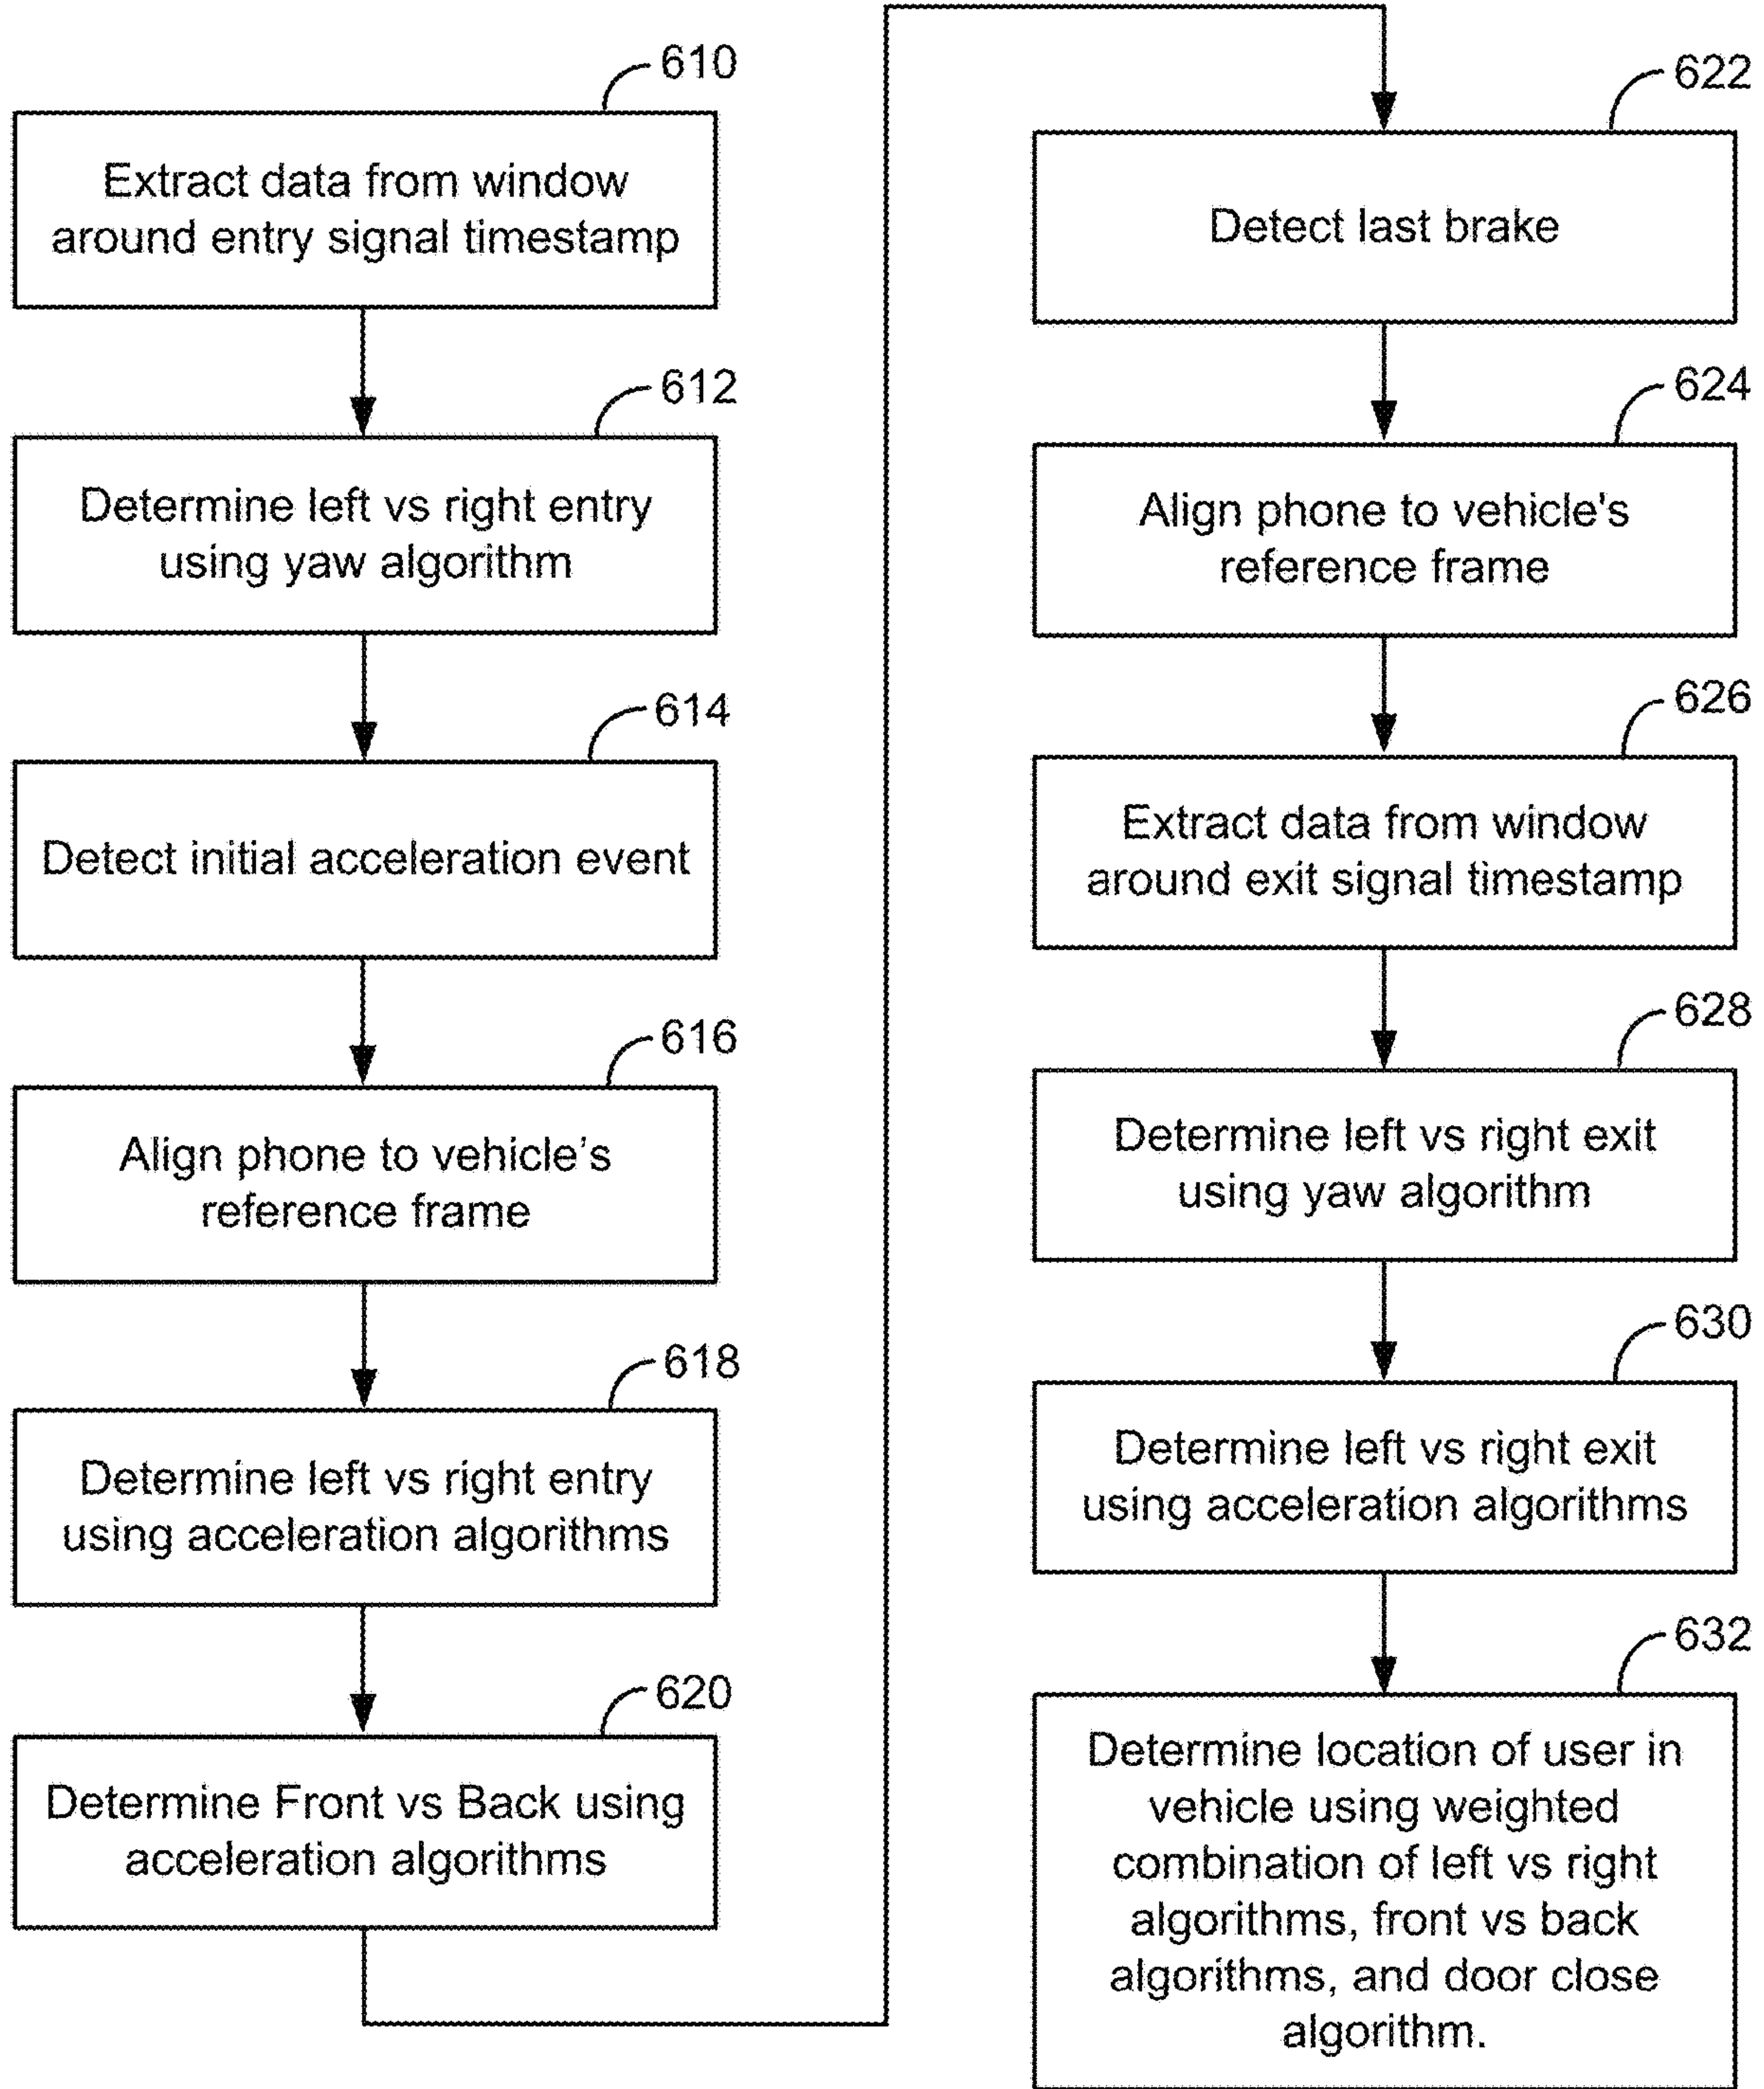 610
Extract data from window
around entry signal timestamp
612
Determine left vs right entry
using yaw algorithm
614
Detect initial acceleration event
616
Align phone to vehicle’s
reference frame
618
Determine left vs right entry
using acceleration algorithms
620
Determine Front vs Back using
acceleration algorithms
622
Detect last brake
624
Align phone to vehicle's
reference frame
626
Extract data from window
around exit signal timestamp
628
Determine left vs right exit
using yaw algorithm
630
Determine left vs right exit
using acceleration algorithms
632
Determine location of user in
vehicle using weighted
combination of left vs right
algorithms, front vs back
algorithms, and door close
algorithm.